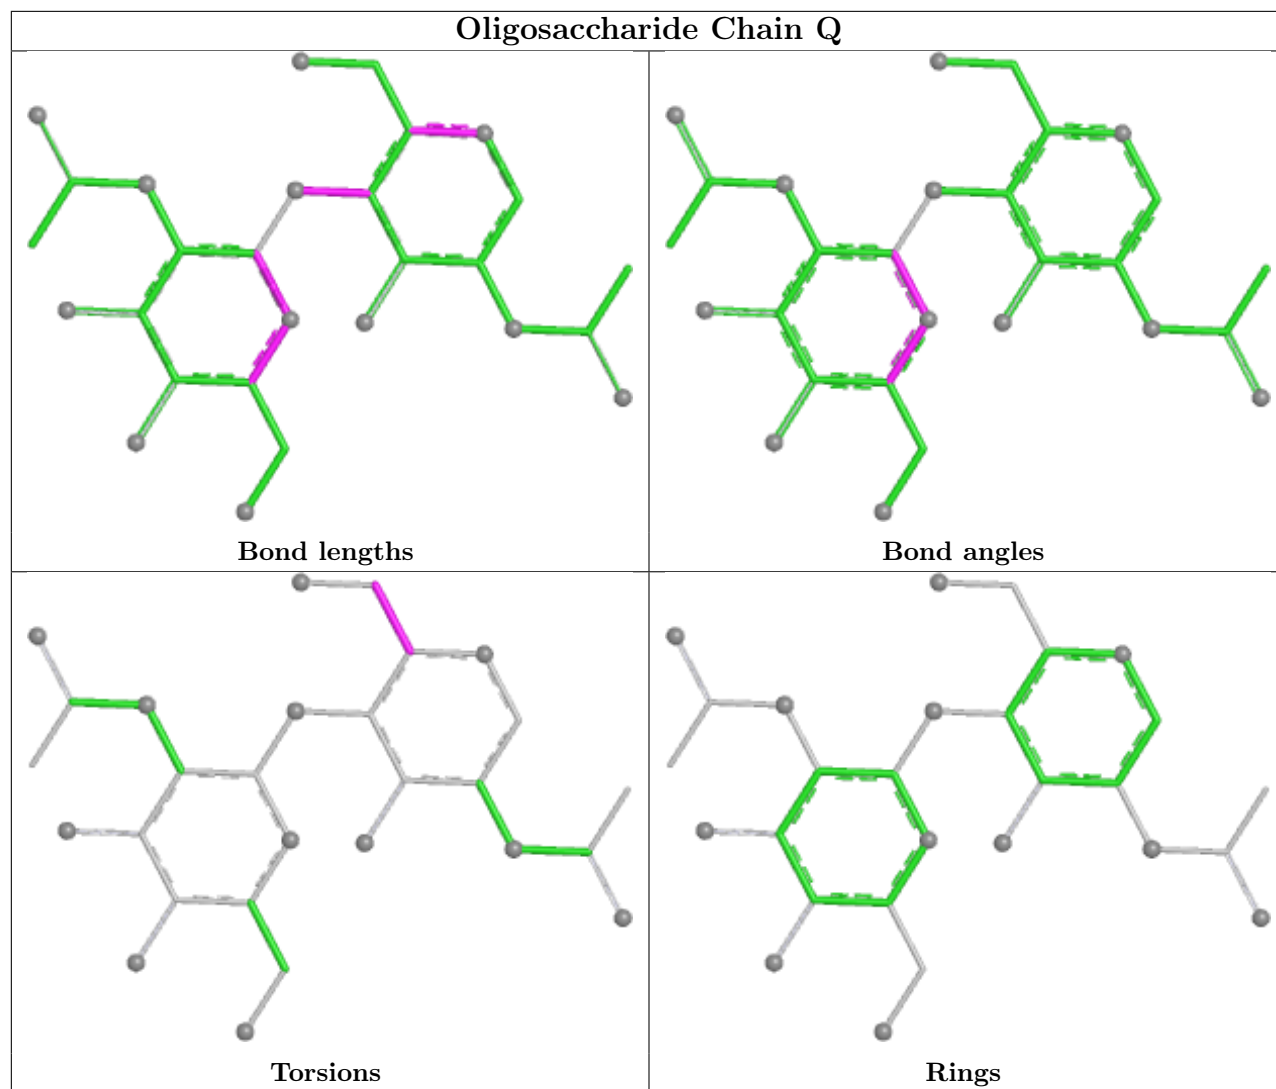 Oligosaccharide Chain Q
Bond lengths
Bond angles
Torsions
Rings